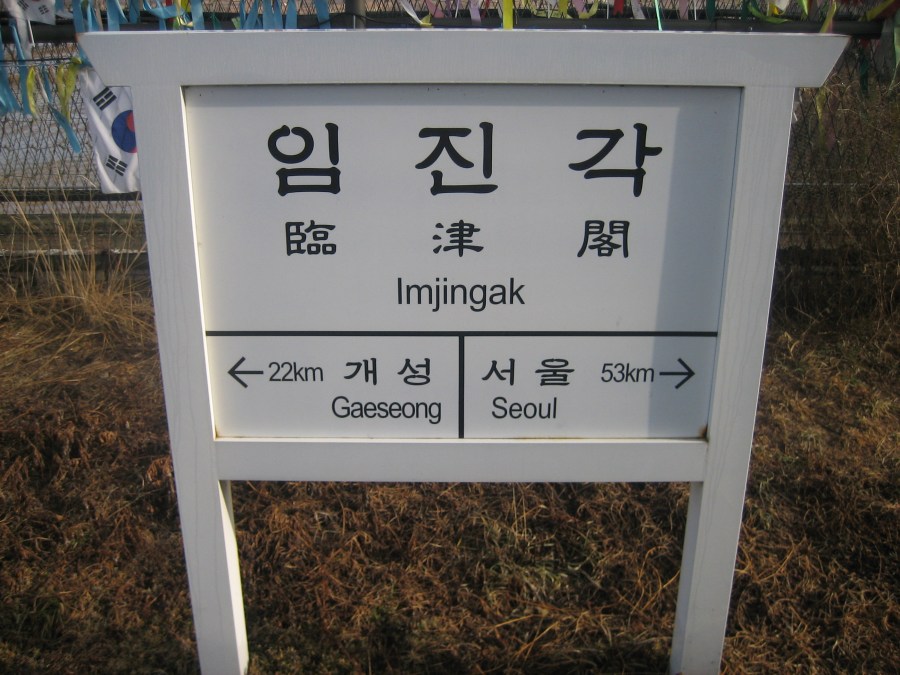 임 진 각
臨 津 閣
Imjingak
← 22km 개 성
Gaeseong
서 울 53km →
Seoul